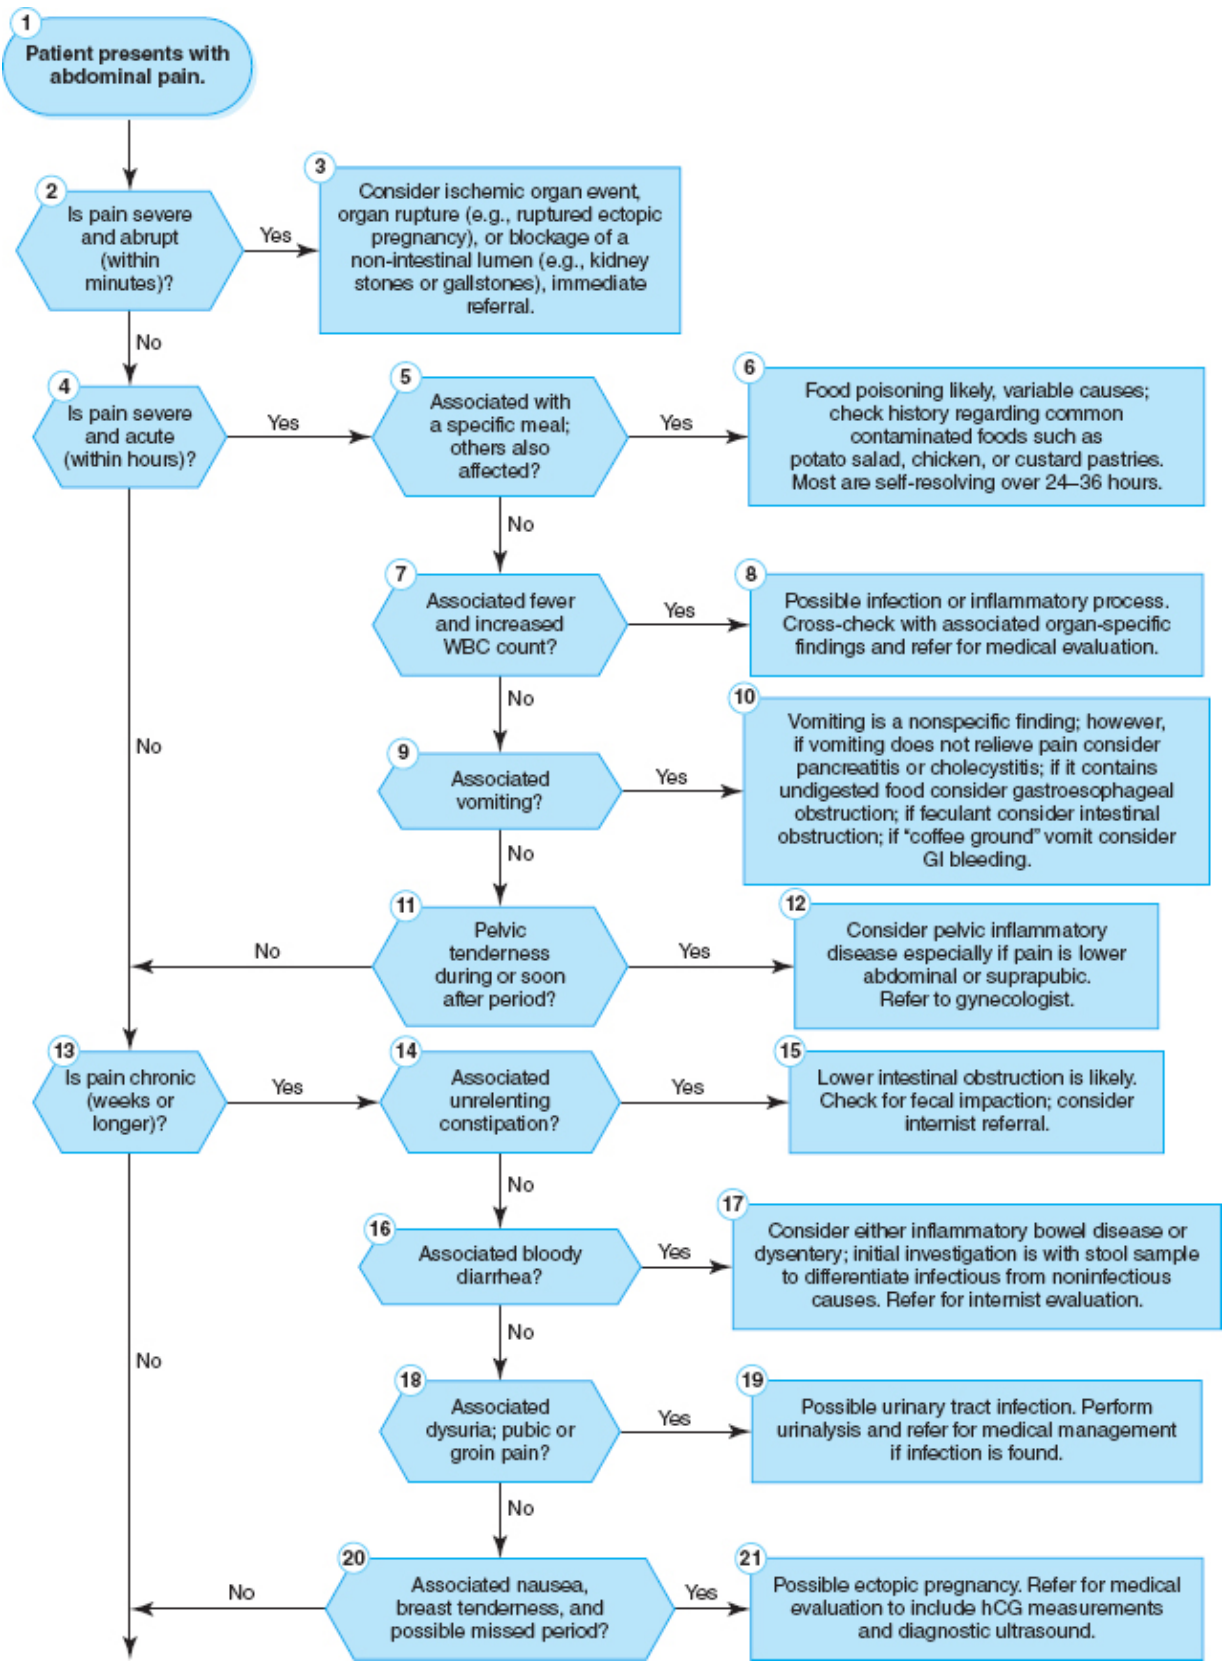 1
Patient presents with
abdominal pain.
2
Is pain severe
and abrupt
(within
minutes)?
Yes
3
Consider ischemic organ event,
organ rupture (e.g., ruptured ectopic
pregnancy), or blockage of a
non-intestinal lumen (e.g., kidney
stones or gallstones), immediate
referral.
No
4
Is pain severe
and acute
(within hours)?
Yes
5
Associated with
a specific meal;
others also
affected?
Yes
6
Food poisoning likely, variable causes;
check history regarding common
contaminated foods such as
potato salad, chicken, or custard pastries.
Most are self-resolving over 24–36 hours.
No
7
Associated fever
and increased
WBC count?
Yes
8
Possible infection or inflammatory process.
Cross-check with associated organ-specific
findings and refer for medical evaluation.
No
9
Associated
vomiting?
Yes
10
Vomiting is a nonspecific finding; however,
if vomiting does not relieve pain consider
pancreatitis or cholecystitis; if it contains
undigested food consider gastroesophageal
obstruction; if feculant consider intestinal
obstruction; if “coffee ground” vomit consider
GI bleeding.
No
No
11
Pelvic
tenderness
during or soon
after period?
No
Yes
12
Consider pelvic inflammatory
disease especially if pain is lower
abdominal or suprapubic.
Refer to gynecologist.
13
Is pain chronic
(weeks or
longer)?
Yes
14
Associated
unrelenting
constipation?
Yes
15
Lower intestinal obstruction is likely.
Check for fecal impaction; consider
internist referral.
No
16
Associated bloody
diarrhea?
Yes
17
Consider either inflammatory bowel disease or
dysentery; initial investigation is with stool sample
to differentiate infectious from noninfectious
causes. Refer for internist evaluation.
No
No
18
Associated
dysuria; pubic or
groin pain?
Yes
19
Possible urinary tract infection. Perform
urinalysis and refer for medical management
if infection is found.
No
20
Associated nausea,
breast tenderness, and
possible missed period?
No
Yes
21
Possible ectopic pregnancy. Refer for medical
evaluation to include hCG measurements
and diagnostic ultrasound.